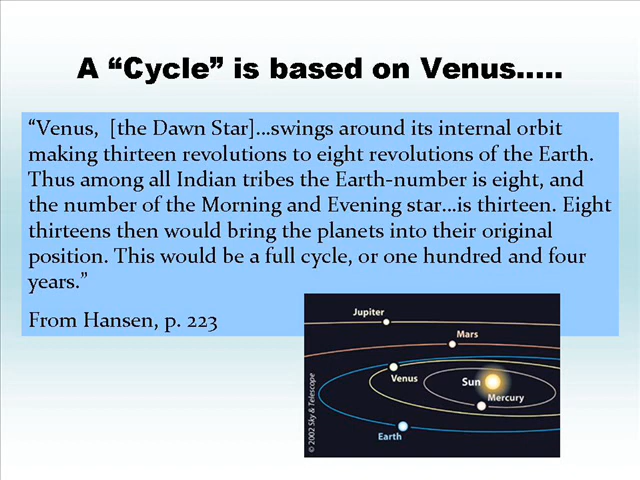 A “Cycle” is based on Venus.....
“Venus,  [the Dawn Star]...swings around its internal orbit
making thirteen revolutions to eight revolutions of the Earth.
Thus among all Indian tribes the Earth-number is eight, and
the number of the Morning and Evening star...is thirteen. Eight
thirteens then would bring the planets into their original
position. This would be a full cycle, or one hundred and four
years.”
From Hansen, p. 223
Jupiter
Mars
Venus
Sun
Mercury
Earth
© 2002 Sky & Telescope